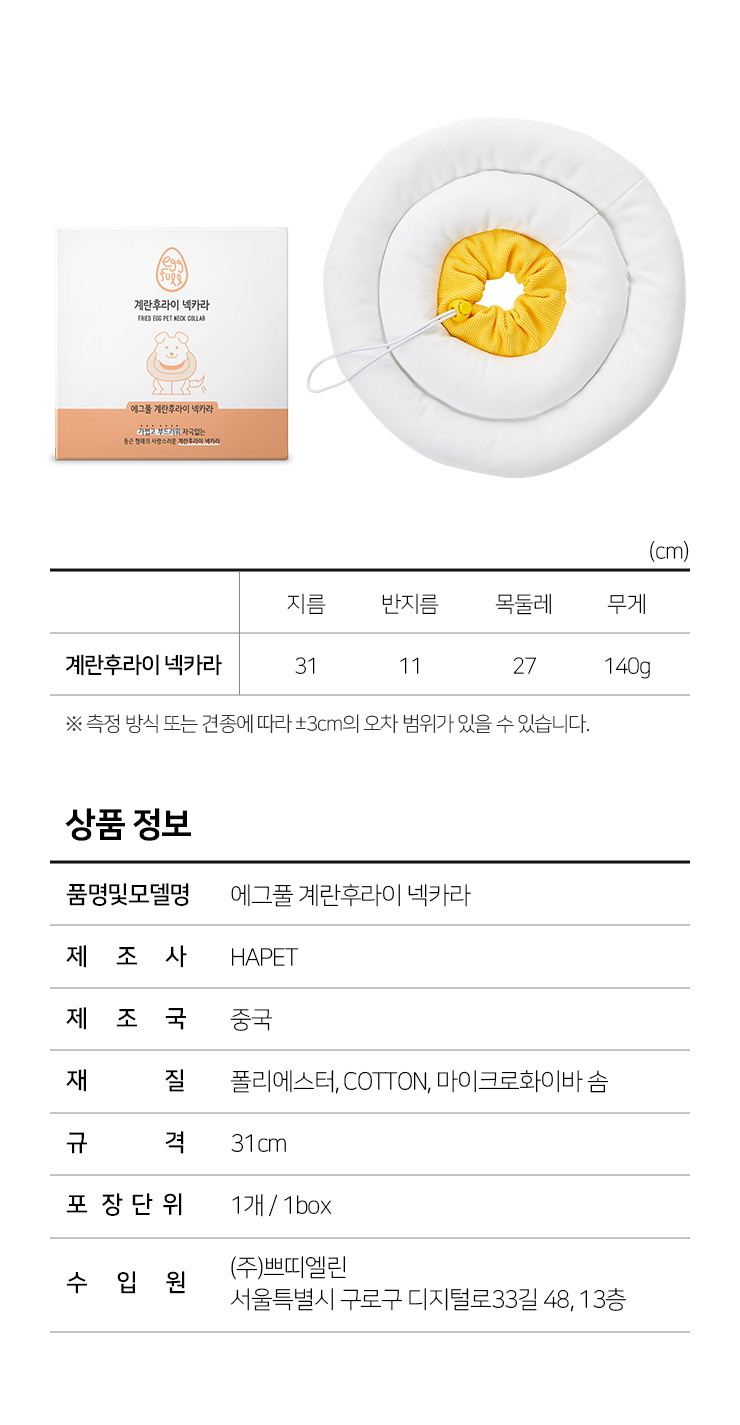 egg
full
계란후라이 넥카라
FRIED EGG PET NECK COLLAR
에그풀 계란후라이 넥카라
가볍고 부드러워 자극없는
둥근 형태의 사랑스러운 계란후라이 넥카라
(cm)
지름 반지름 목둘레 무게
계란후라이 넥카라 31 11 27 140g
※ 측정 방식 또는 견종에 따라 ±3cm의 오차 범위가 있을 수 있습니다.
상품 정보
품명및모델명 에그풀 계란후라이 넥카라
제 조 사 HAPET
제 조 국 중국
재 질 폴리에스터, COTTON, 마이크로화이바 솜
규 격 31cm
포 장 단 위 1개 / 1box
수 입 원 (주)쁘띠엘린
서울특별시 구로구 디지털로33길 48, 13층